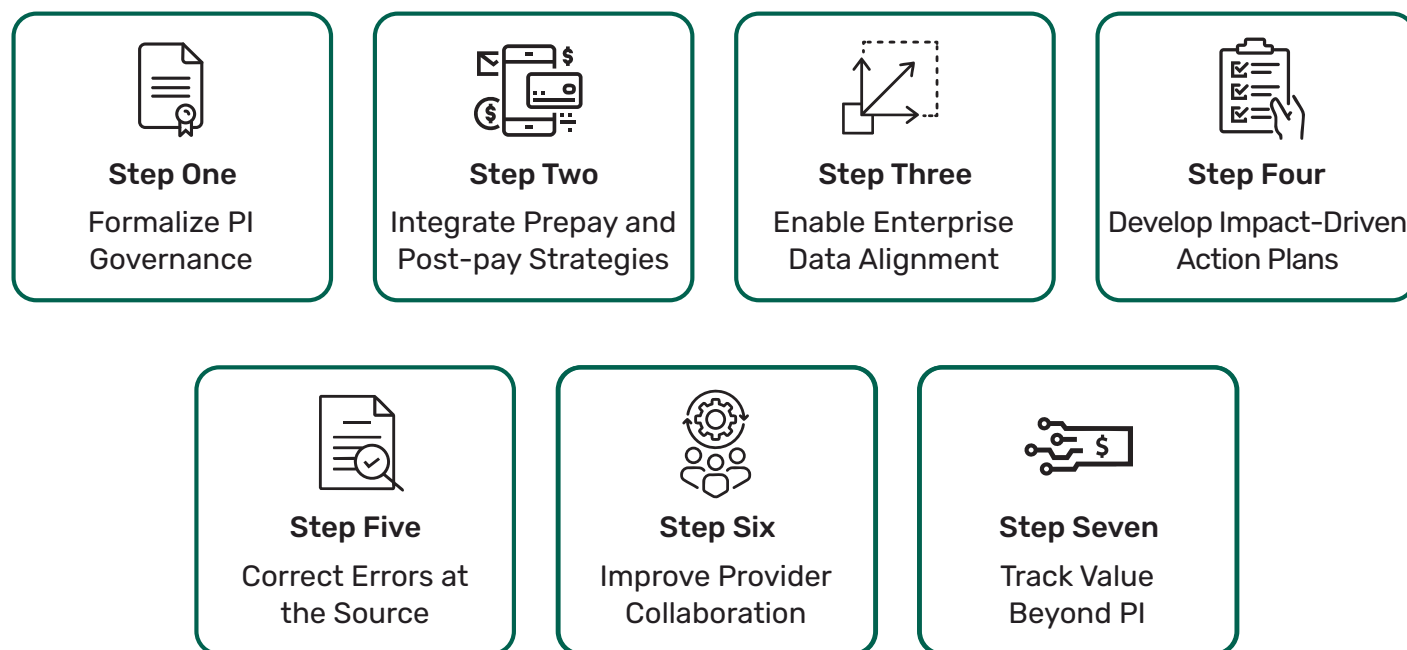 Step One
Formalize PI
Governance
Step Two
Integrate Prepay and
Post-pay Strategies
Step Three
Enable Enterprise
Data Alignment
Step Four
Develop Impact-Driven
Action Plans
Step Five
Correct Errors at
the Source
Step Six
Improve Provider
Collaboration
Step Seven
Track Value
Beyond PI